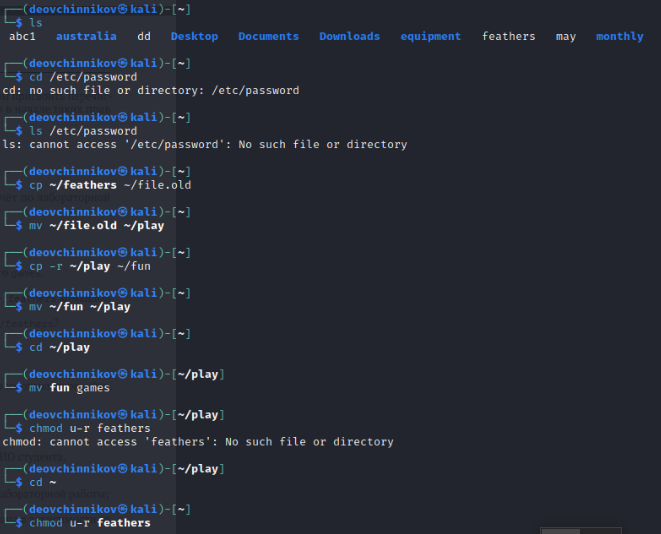 ┌──(deovchinnikov㉿kali)-[~]
└─$ ls
abc1 australia dd Desktop Documents Downloads equipment feathers may monthly
┌──(deovchinnikov㉿kali)-[~]
└─$ cd /etc/password
cd: no such file or directory: /etc/password
┌──(deovchinnikov㉿kali)-[~]
└─$ ls /etc/password
ls: cannot access '/etc/password': No such file or directory
┌──(deovchinnikov㉿kali)-[~]
└─$ cp ~/feathers ~/file.old
┌──(deovchinnikov㉿kali)-[~]
└─$ mv ~/file.old ~/play
┌──(deovchinnikov㉿kali)-[~]
└─$ cp -r ~/play ~/fun
┌──(deovchinnikov㉿kali)-[~]
└─$ mv ~/fun ~/play
┌──(deovchinnikov㉿kali)-[~]
└─$ cd ~/play
┌──(deovchinnikov㉿kali)-[~/play]
└─$ mv fun games
┌──(deovchinnikov㉿kali)-[~/play]
└─$ chmod u-r feathers
chmod: cannot access 'feathers': No such file or directory
┌──(deovchinnikov㉿kali)-[~/play]
└─$ cd ~
┌──(deovchinnikov㉿kali)-[~]
└─$ chmod u-r feathers